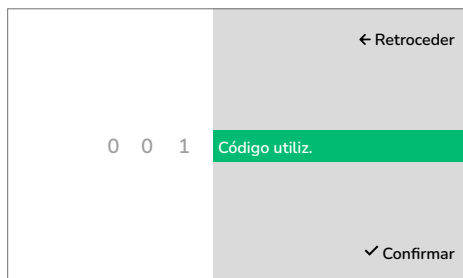 ← Retroceder
0 0 1 Código utiliz.
✓ Confirmar